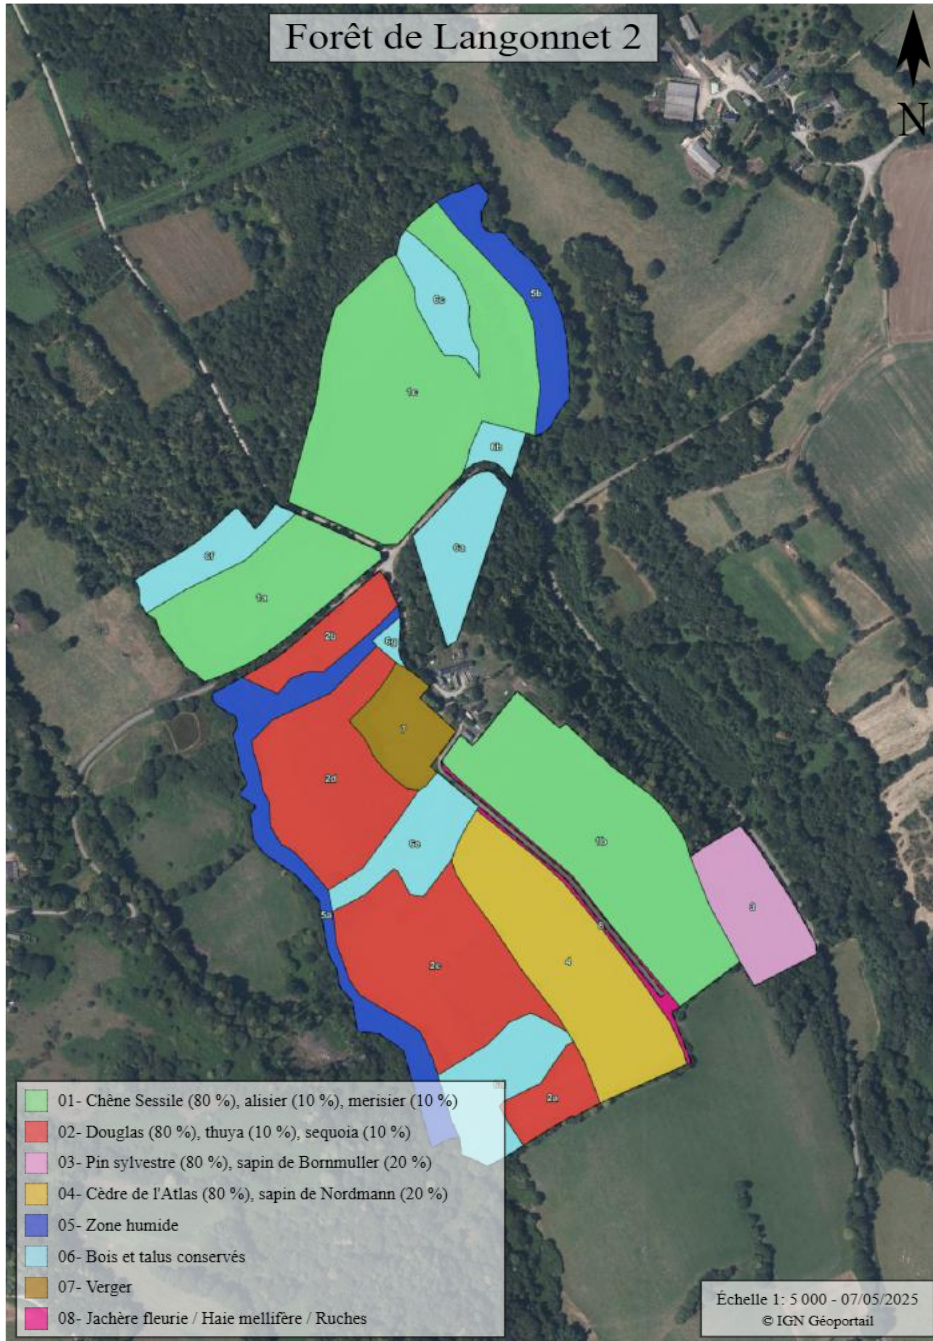 Forêt de Langonnet 2
N
5b
6c
1c
6b
6a
6f
1a
2b
6g
7
2d
1b
6e
3
5a
8
2c
4
2a
01- Chêne Sessile (80 %), alisier (10 %), merisier (10 %)
02- Douglas (80 %), thuya (10 %), sequoia (10 %)
03- Pin sylvestre (80 %), sapin de Bornmuller (20 %)
04- Cèdre de l'Atlas (80 %), sapin de Nordmann (20 %)
05- Zone humide
06- Bois et talus conservés
07- Verger
08- Jachère fleurie / Haie mellifère / Ruches
Échelle 1: 5 000 - 07/05/2025
© IGN Géoportail